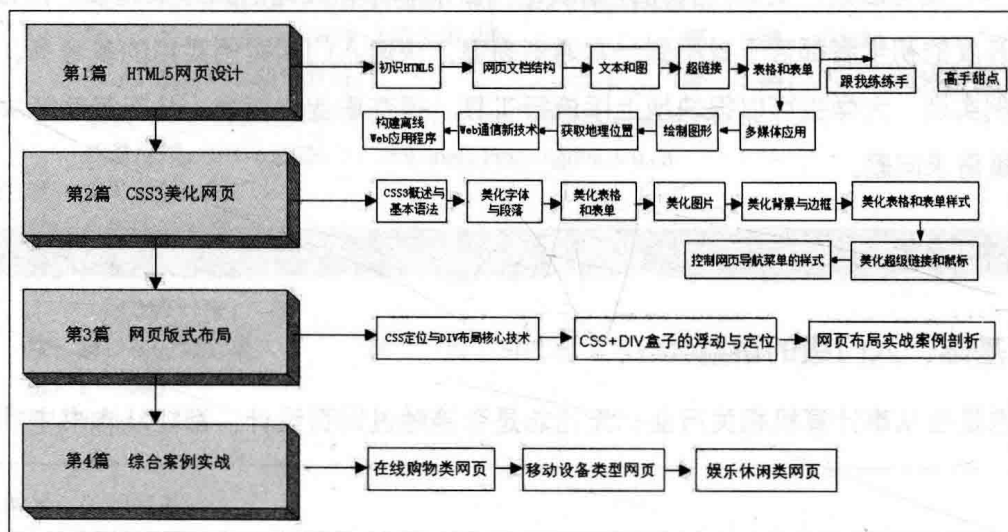 第1篇 HTML5网页设计
初识HTML5
网页文档结构
文本和图
超链接
表格和表单
跟我练练手
高手甜点
构建离线
Web应用程序
Web通信新技术
获取地理位置
绘制图形
多媒体应用
第2篇 CSS3美化网页
CSS3概述与
基本语法
美化字体
与段落
美化表格
和表单
美化图片
美化背景与边框
美化表格和表单样式
控制网页导航菜单的样式
美化超级链接和鼠标
第3篇 网页版式布局
CSS定位与DIV布局核心技术
CSS+DIV盒子的浮动与定位
网页布局实战案例剖析
第4篇 综合案例实战
在线购物类网页
移动设备类型网页
娱乐休闲类网页